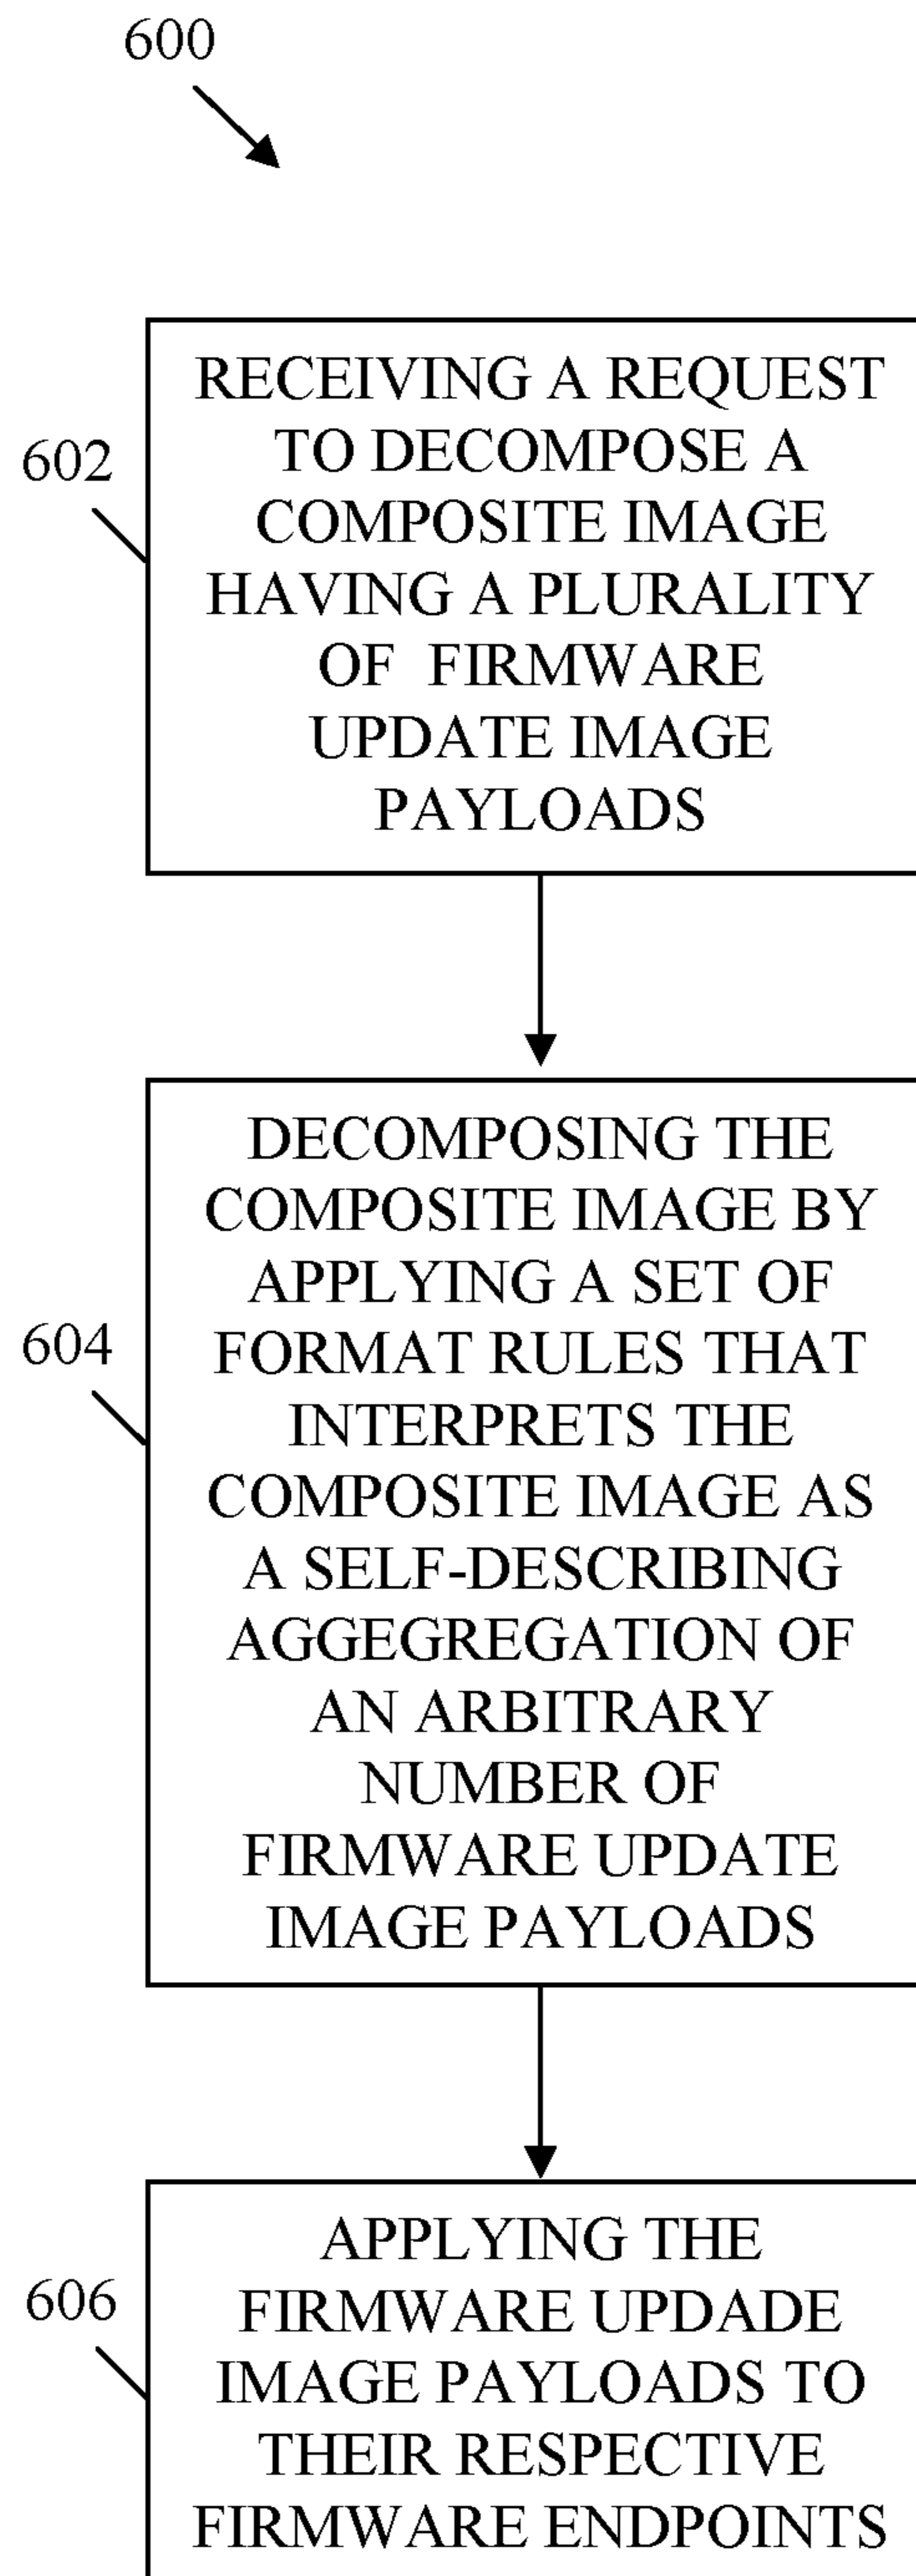 600
602
RECEIVING A REQUEST
TO DECOMPOSE A
COMPOSITE IMAGE
HAVING A PLURALITY
OF FIRMWARE
UPDATE IMAGE
PAYLOADS
604
DECOMPOSING THE
COMPOSITE IMAGE BY
APPLYING A SET OF
FORMAT RULES THAT
INTERPRETS THE
COMPOSITE IMAGE AS
A SELF-DESCRIBING
AGGEGREGATION OF
AN ARBITRARY
NUMBER OF
FIRMWARE UPDATE
IMAGE PAYLOADS
606
APPLYING THE
FIRMWARE UPDADE
IMAGE PAYLOADS TO
THEIR RESPECTIVE
FIRMWARE ENDPOINTS